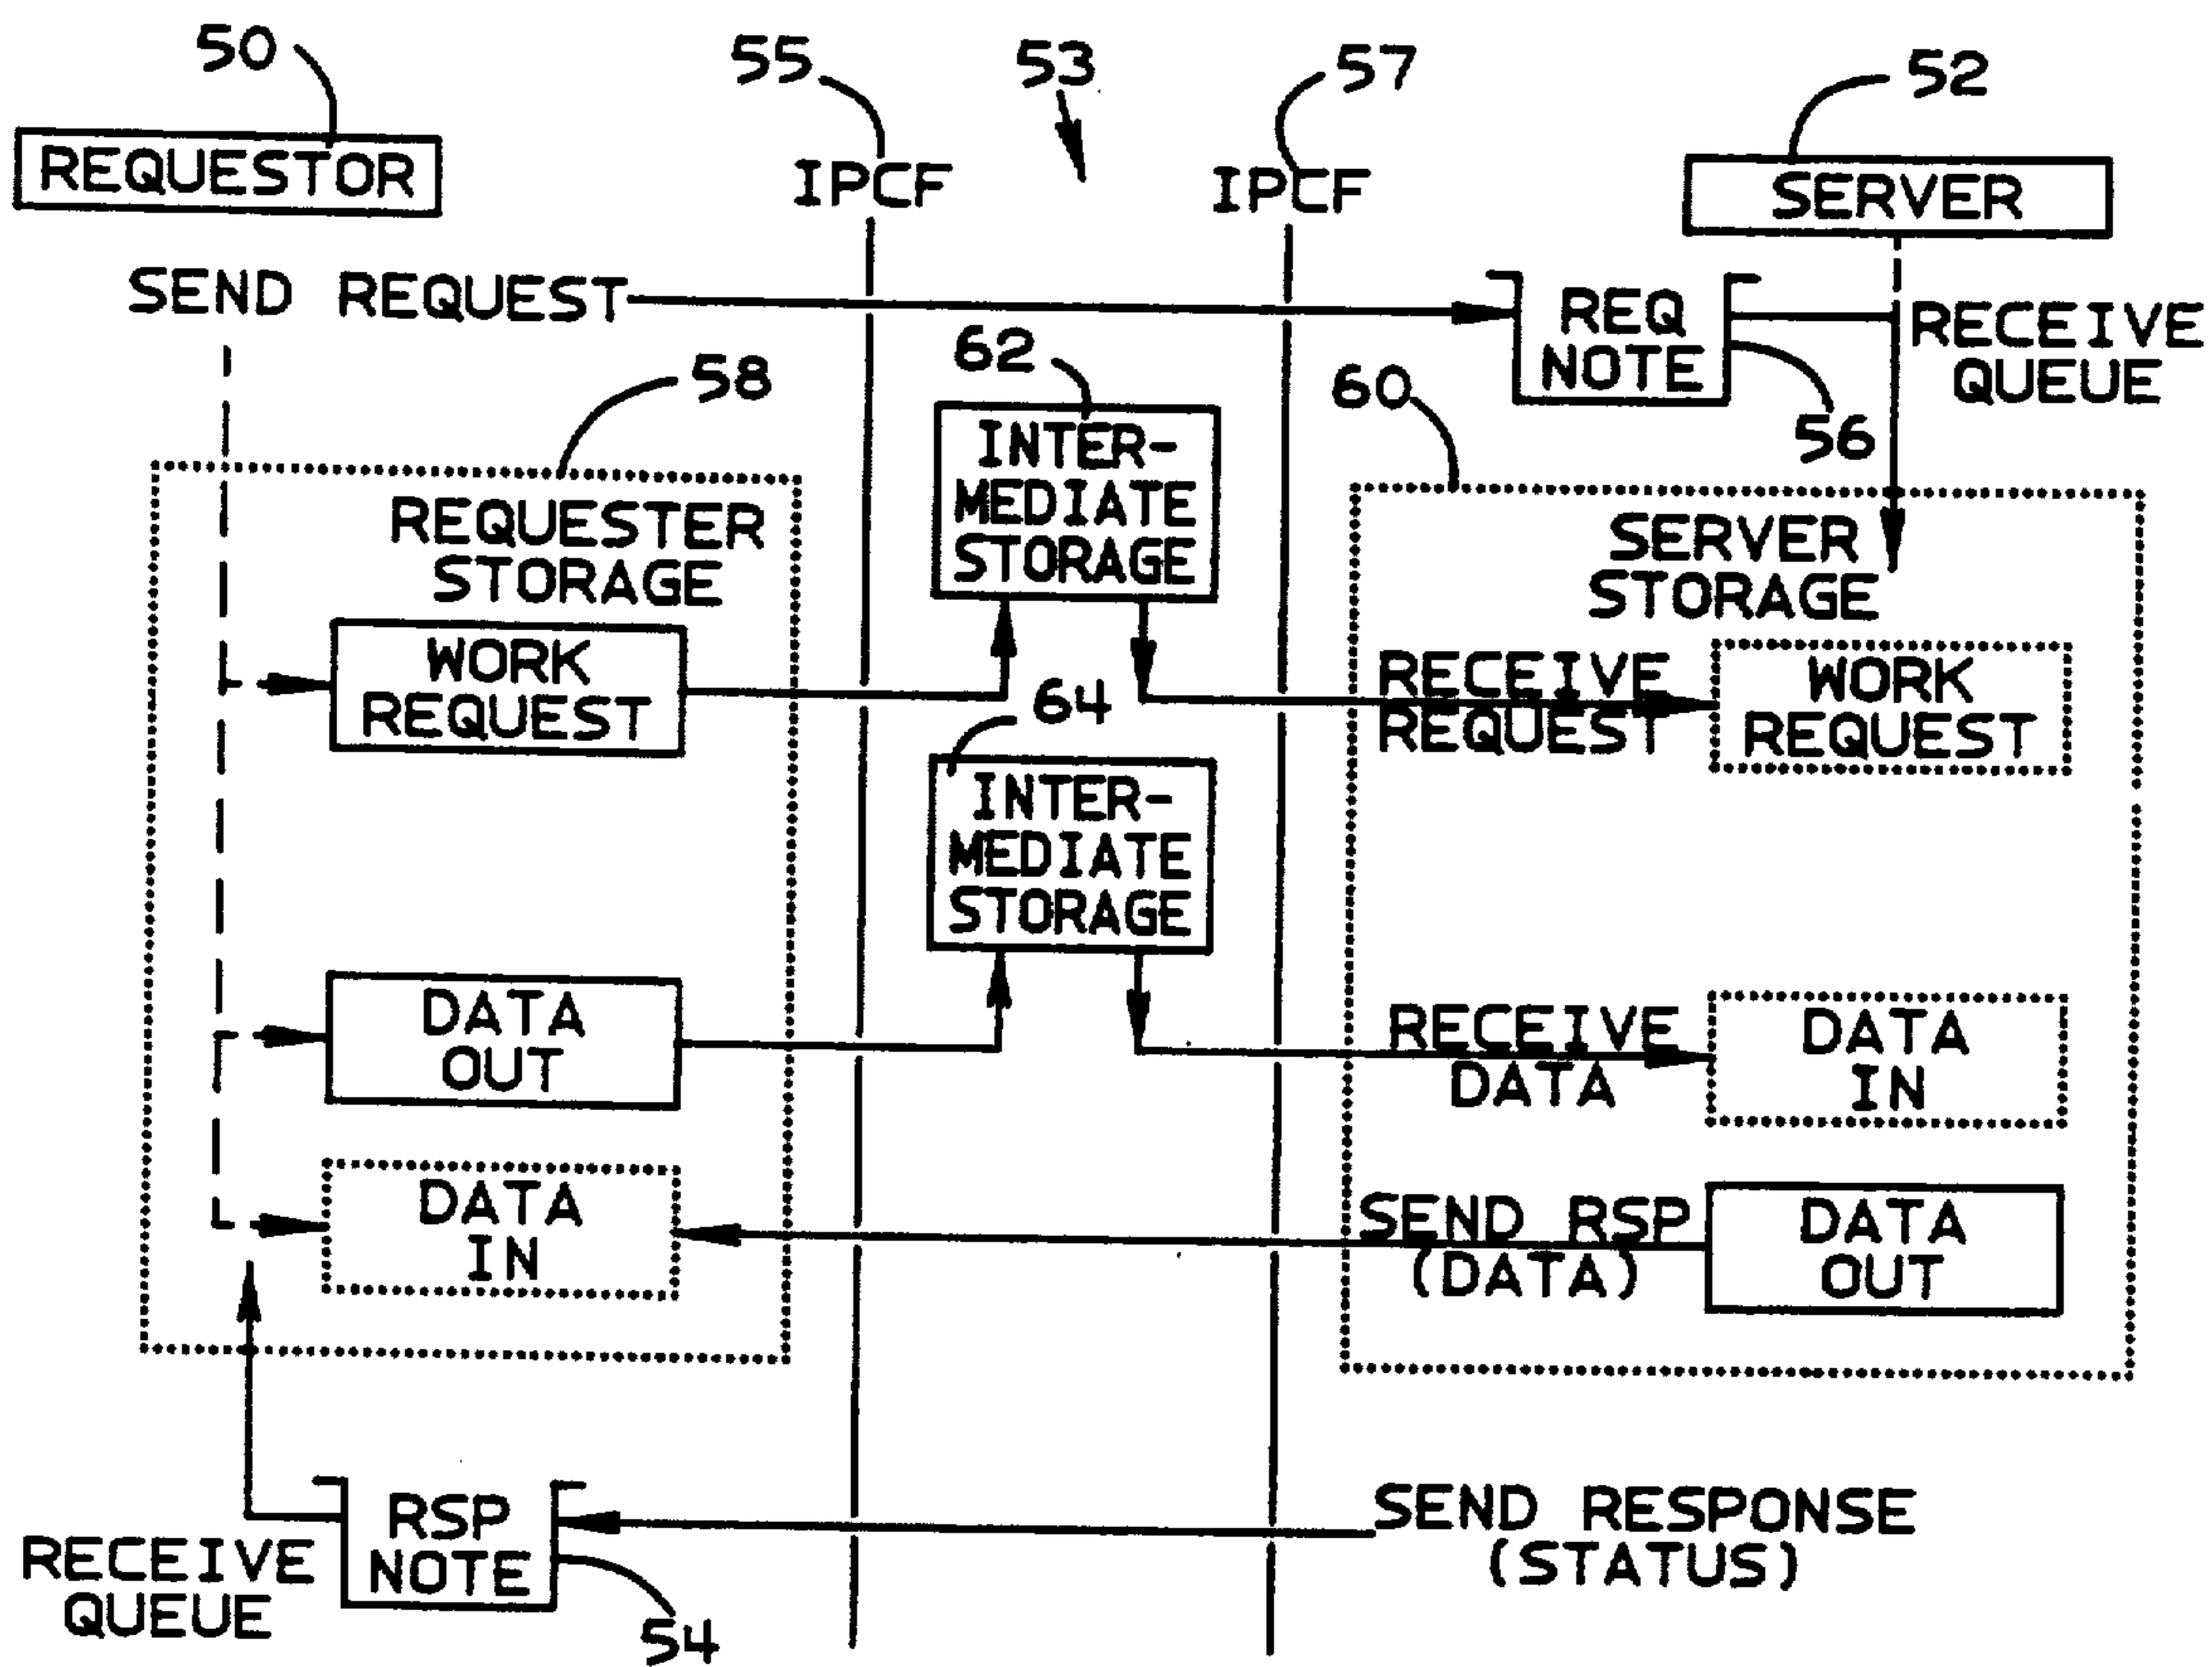 50
55
53
57
52
REQUESTOR
IPCF
IPCF
SERVER
SEND REQUEST
REQ
NOTE
RECEIVE
QUEUE
58
62
60
56
REQUESTER
STORAGE
INTER-
MEDIATE
STORAGE
SERVER
STORAGE
WORK
REQUEST
RECEIVE
REQUEST
WORK
REQUEST
64
INTER-
MEDIATE
STORAGE
DATA
OUT
RECEIVE
DATA
DATA
IN
DATA
IN
SEND RSP
(DATA)
DATA
OUT
RECEIVE
QUEUE
RSP
NOTE
54
SEND RESPONSE
(STATUS)